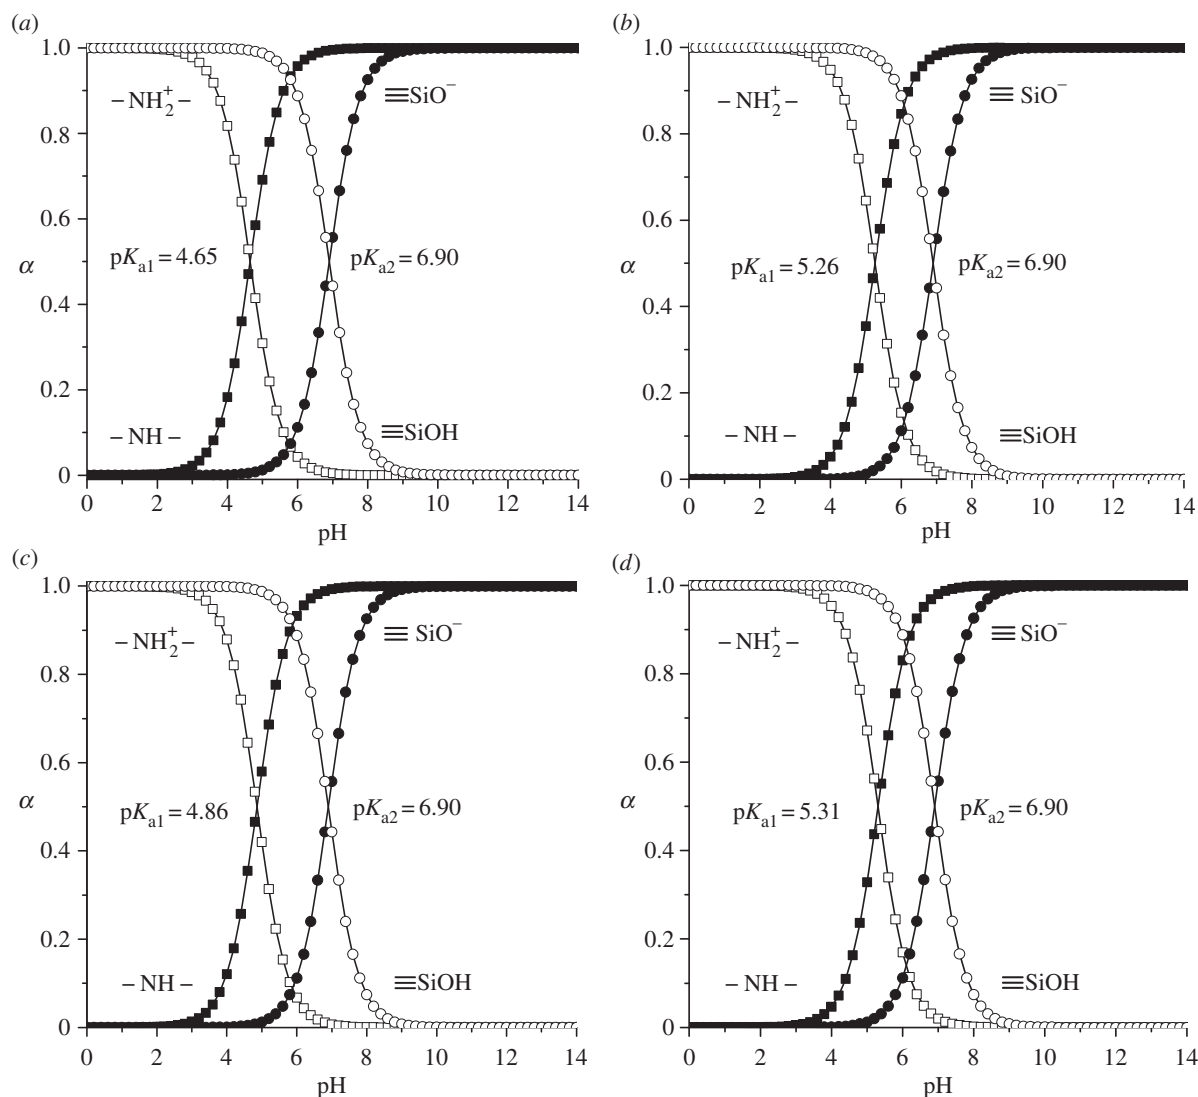 (a)
1.0
0.8
0.6
α
0.4
0.2
0
– NH₂⁺ –
≡SiO⁻
pKₐ₁ = 4.65
pKₐ₂ = 6.90
– NH –
≡SiOH
0 2 4 6 8 10 12 14
pH
(b)
1.0
0.8
0.6
α
0.4
0.2
0
– NH₂⁺ –
≡SiO⁻
pKₐ₁ = 5.26
pKₐ₂ = 6.90
– NH –
≡SiOH
0 2 4 6 8 10 12 14
pH
(c)
1.0
0.8
0.6
α
0.4
0.2
0
– NH₂⁺ –
≡ SiO⁻
pKₐ₁ = 4.86
pKₐ₂ = 6.90
– NH –
≡SiOH
0 2 4 6 8 10 12 14
pH
(d)
1.0
0.8
0.6
α
0.4
0.2
0
– NH₂⁺ –
≡SiO⁻
pKₐ₁ = 5.31
pKₐ₂ = 6.90
– NH –
≡SiOH
0 2 4 6 8 10 12 14
pH